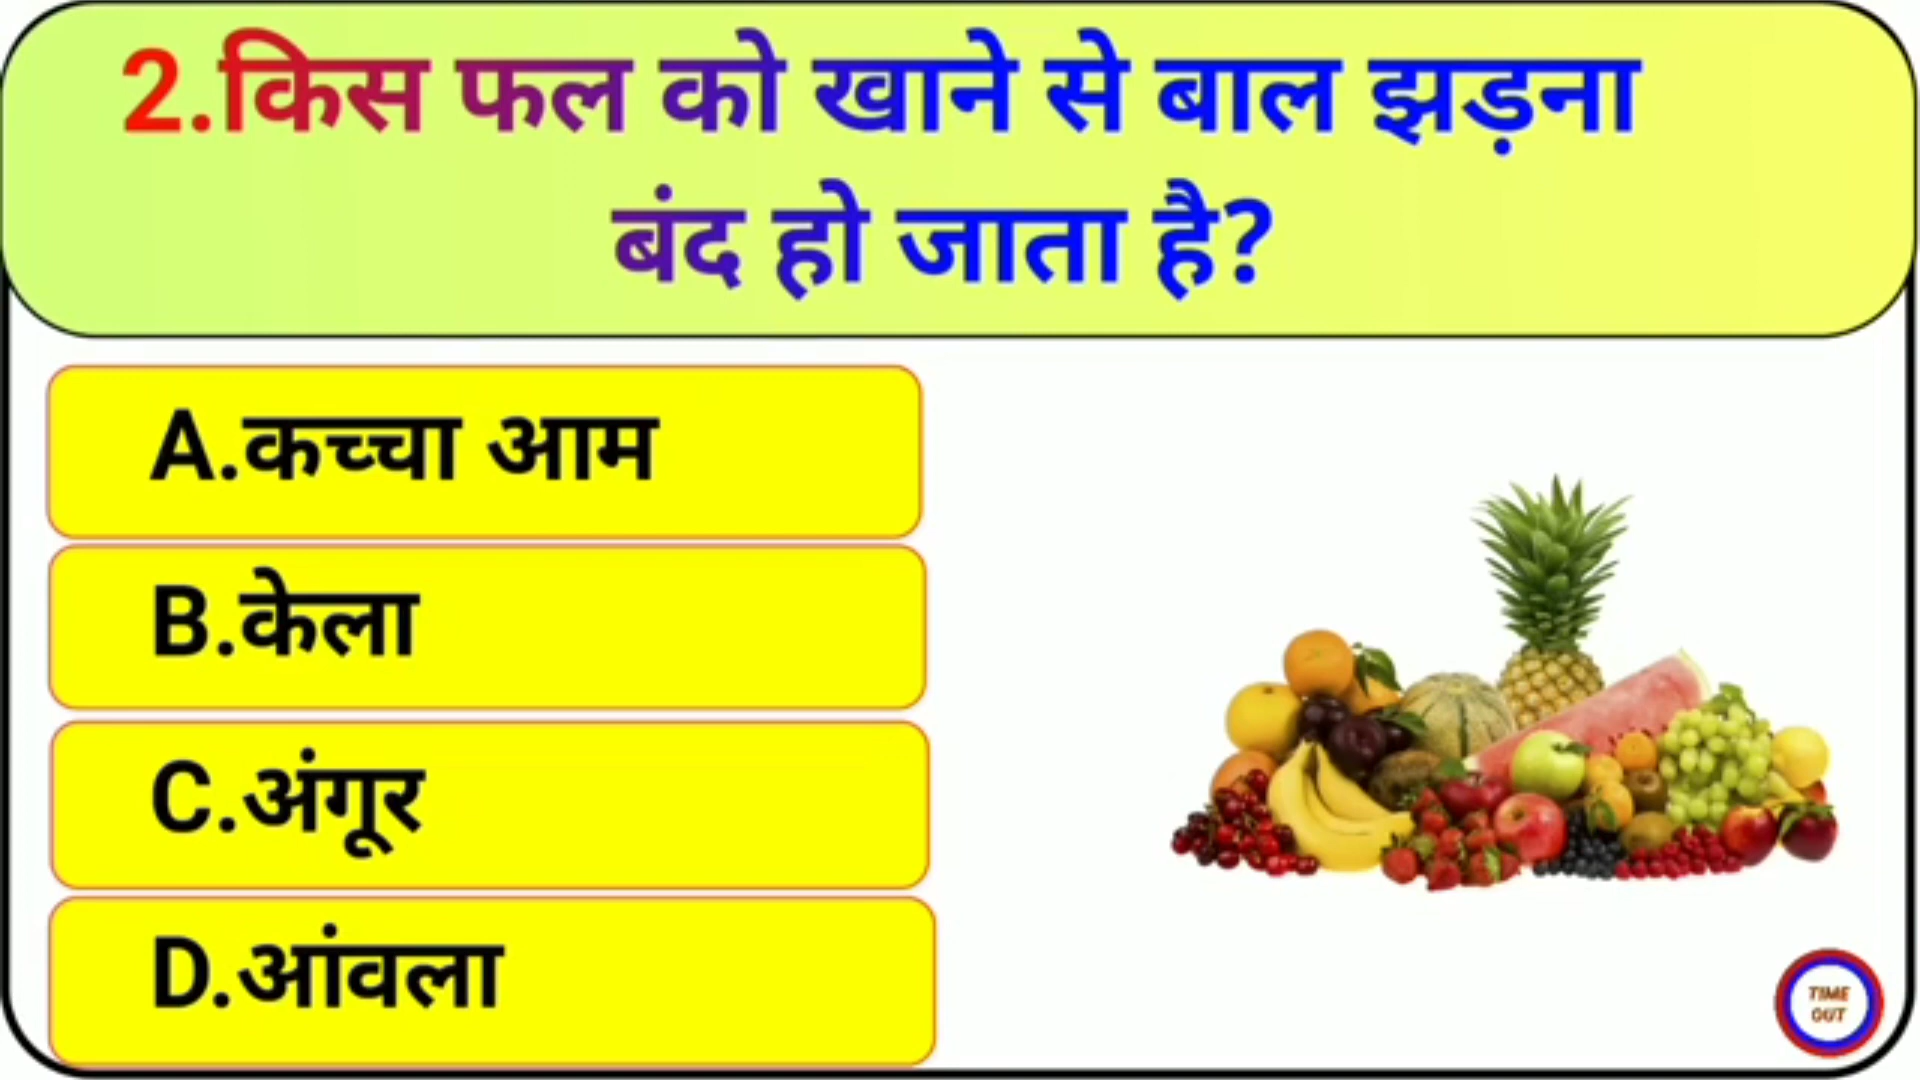 2.किस फल को खाने से बाल झड़ना
बंद हो जाता है?
A.कच्चा आम
B.केला
C.अंगूर
D.आंवला
TIME
OUT